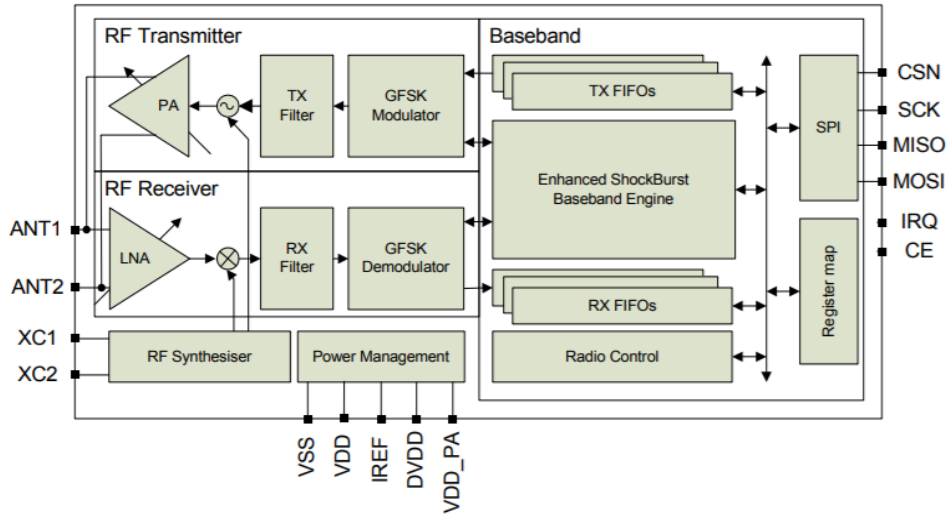 RF Transmitter
Baseband
PA
TX
Filter
GFSK
Modulator
TX FIFOs
SPI
CSN
SCK
MISO
MOSI
Enhanced ShockBurst
Baseband Engine
RF Receiver
ANT1
ANT2
LNA
RX
Filter
GFSK
Demodulator
RX FIFOs
Register map
IRQ
CE
XC1
XC2
RF Synthesiser
Power Management
Radio Control
VSS
VDD
IREF
DVDD
VDD_PA